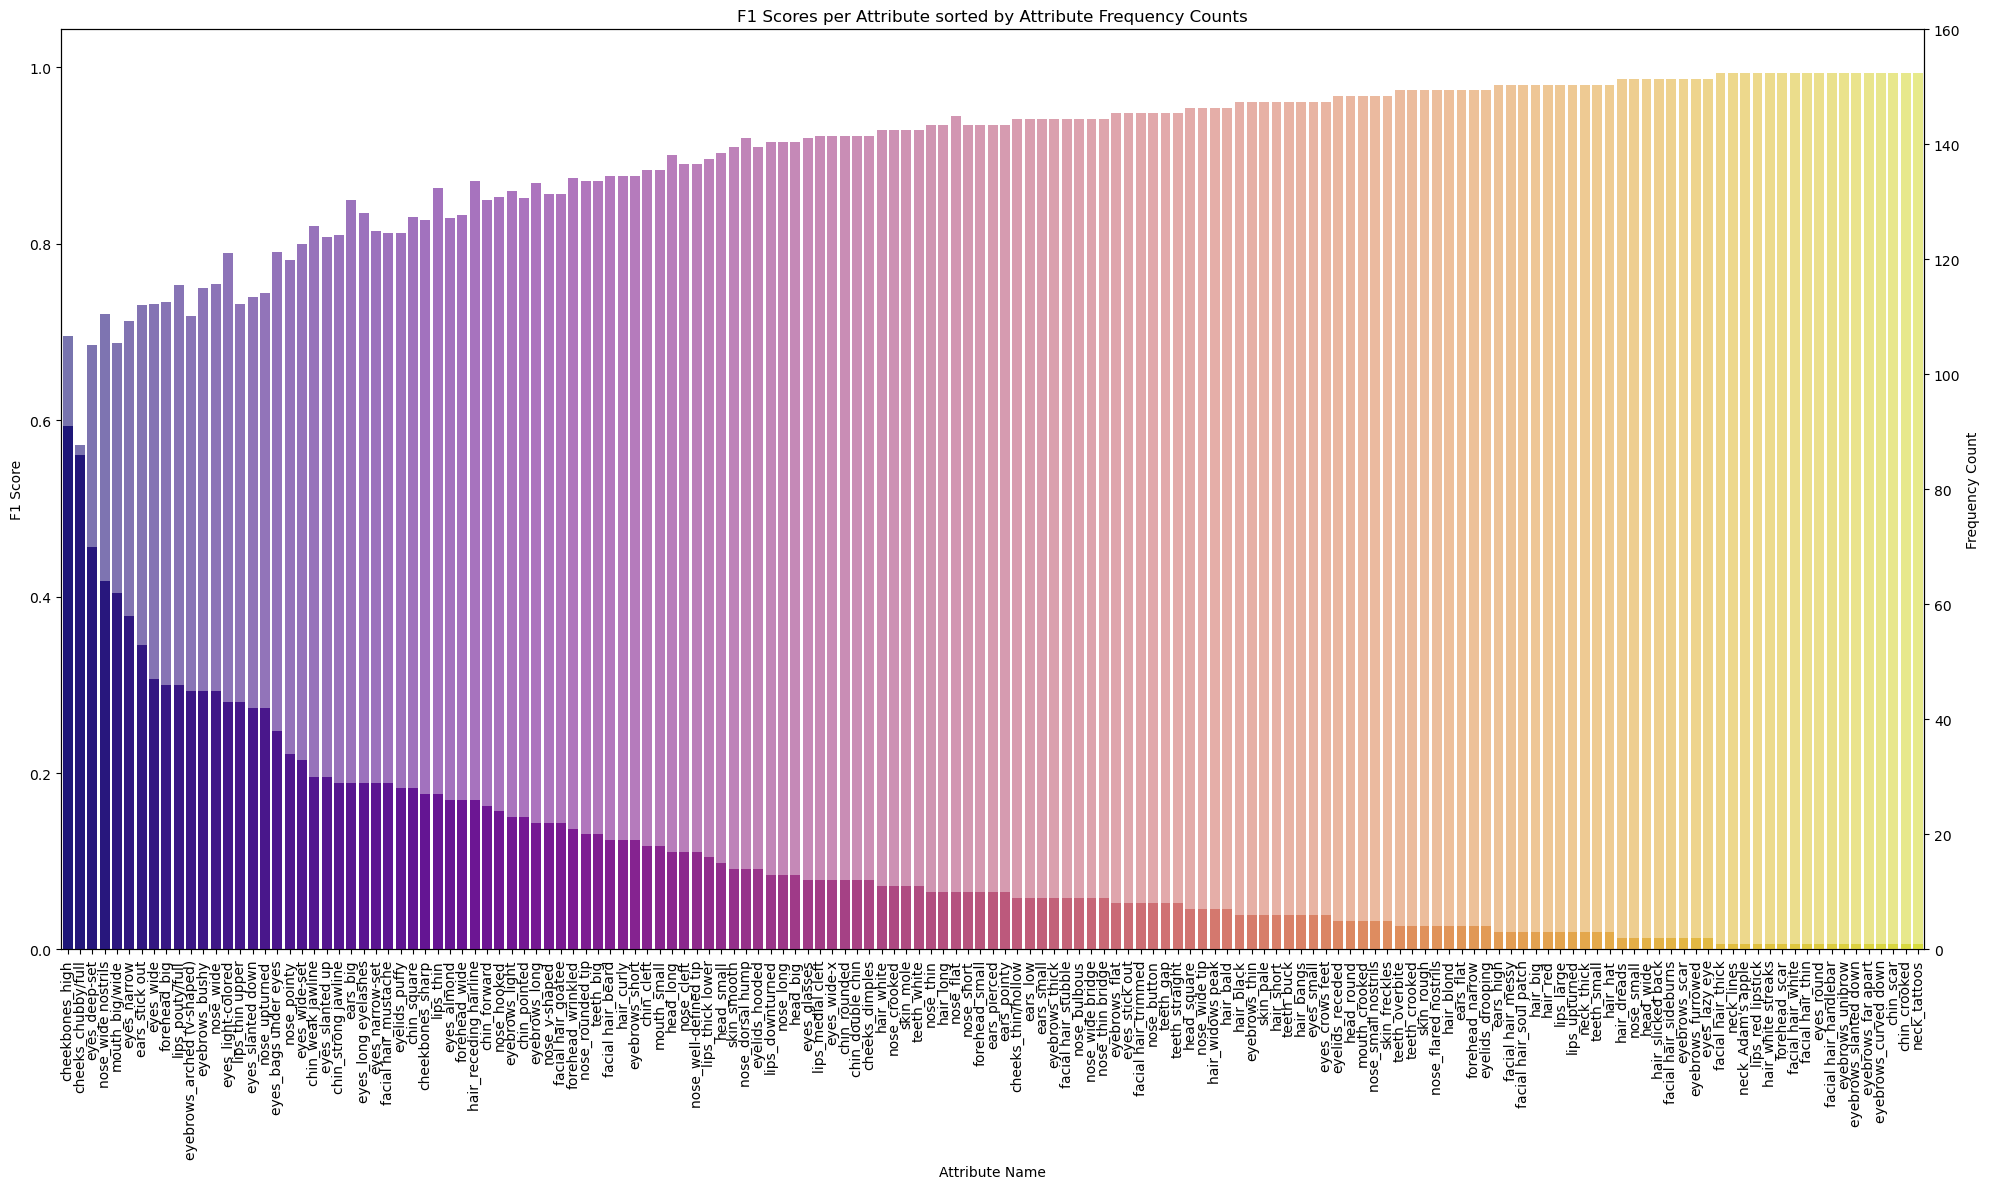 F1 Scores per Attribute sorted by Attribute Frequency Counts
F1 Score
1.0
0.8
0.6
0.4
0.2
0.0
Frequency Count
160
140
120
100
80
60
40
20
0
cheekbones_high
cheeks_chubby/full
eyes_deep-set
nose_wide nostrils
mouth_big/wide
eyes_narrow
ears_stick out
eyes_wide
forehead_big
lips_pouty/full
eyebrows_arched (v-shaped)
eyebrows_bushy
nose_wide
eyes_light-colored
lips_thin upper
eyes_slanted down
nose_upturned
eyes_bags under eyes
nose_pointy
eyes_wide-set
chin_weak jawline
eyes_slanted up
chin_strong jawline
ears_big
eyes_long eyelashes
eyes_narrow-set
facial hair_mustache
eyelids_puffy
chin_square
cheekbones_sharp
lips_thin
eyes_almond
forehead_wide
hair_receding hairline
chin_forward
nose_hooked
eyebrows_light
chin_pointed
eyebrows_long
nose_v-shaped
facial hair_goatee
forehead_wrinkled
nose_rounded tip
teeth_big
facial hair_beard
hair_curly
eyebrows_short
chin_cleft
mouth_small
head_long
nose_cleft
nose_well-defined tip
lips_thick lower
head_small
skin_smooth
nose_dorsal hump
eyelids_hooded
lips_downturned
nose_long
head_big
eyes_glasses
lips_medial cleft
eyes_wide-x
chin_rounded
chin_double chin
cheeks_dimples
hair_white
nose_crooked
skin_mole
teeth_white
nose_thin
hair_long
nose_flat
nose_short
forehead_small
ears_pierced
ears_pointy
cheeks_thin/hollow
ears_low
ears_small
eyebrows_thick
facial hair_stubble
nose_bulbous
nose_wide bridge
nose_thin bridge
eyebrows_flat
eyes_stick out
facial hair_trimmed
nose_button
teeth_gap
teeth_straight
head_square
nose_wide tip
hair_widows peak
hair_bald
hair_black
eyebrows_thin
skin_pale
hair_short
teeth_buck
hair_bangs
eyes_small
eyes_crows feet
eyelids_receded
head_round
mouth_crooked
nose_small nostrils
skin_freckles
teeth_overbite
teeth_crooked
skin_rough
nose_flared nostrils
hair_blond
ears_flat
forehead_narrow
eyelids_drooping
ears_high
facial hair_messy
facial hair_soul patch
hair_big
hair_red
lips_large
lips_upturned
neck_thick
teeth_small
hair_hat
hair_dreads
nose_small
head_wide
hair_slicked back
facial hair_sideburns
eyebrows_scar
eyebrows_furrowed
eyes_lazy eye
facial hair_thick
neck_lines
neck_Adam's apple
lips_red lipstick
hair_white streaks
forehead_scar
facial hair_white
facial hair_thin
eyes_round
facial hair_handlebar
eyebrows_unibrow
eyebrows_slanted down
eyebrows_far apart
eyebrows_curved down
chin_scar
chin_crooked
neck_tattoos
Attribute Name